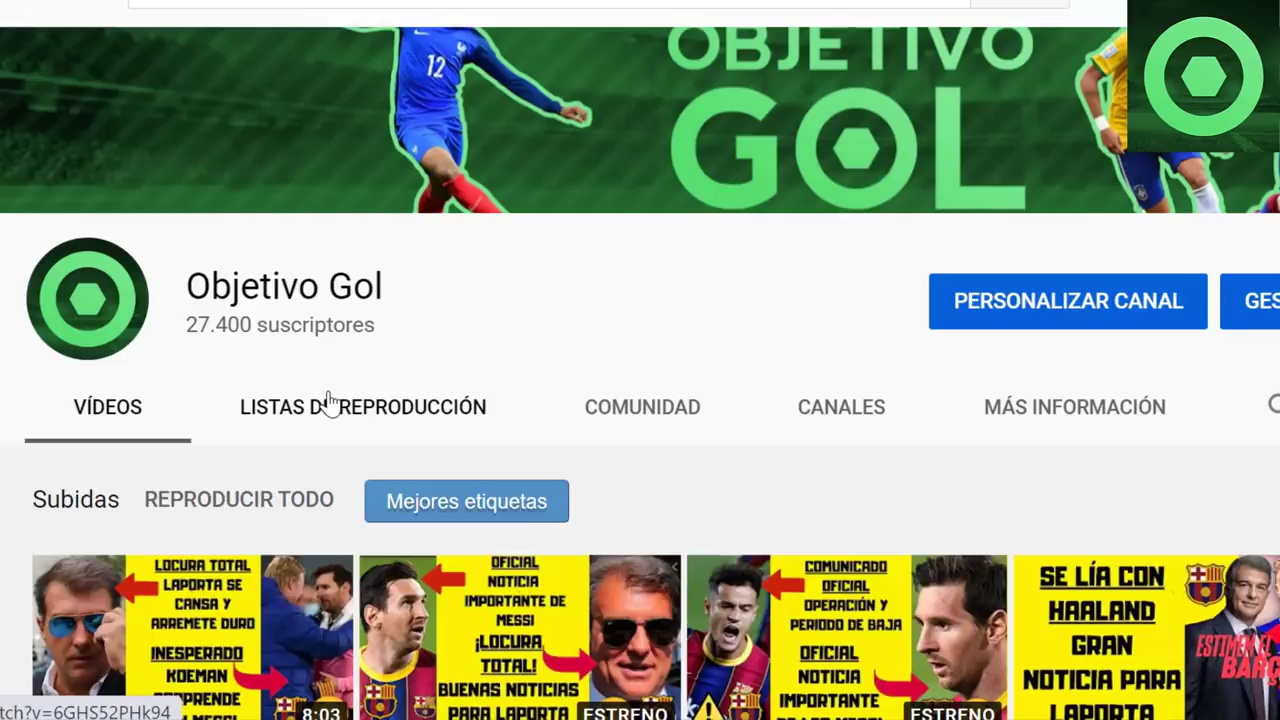 12
OBJETIVO
GOL
Objetivo Gol
27.400 suscriptores
PERSONALIZAR CANAL
VÍDEOS
LISTAS DE REPRODUCCIÓN
COMUNIDAD
CANALES
MÁS INFORMACIÓN
Subidas
REPRODUCIR TODO
Mejores etiquetas
LOCURA TOTAL
LAPORTA SE
CANSA Y
ARREMETE DURO
INESPERADO
KOEMAN
8:03
OFICIAL
NOTICIA
IMPORTANTE DE
MESSI
¡LOCURA
TOTAL!
BUENAS NOTICIAS
PARA LAPORTA
ESTRENO
COMUNICADO
OFICIAL
OPERACIÓN Y
PERIODO DE BAJA
OFICIAL
NOTICIA
IMPORTANTE
ESTRENO
SE LÍA CON
HAALAND
GRAN
NOTICIA PARA
LAPORTA
tch?v=6GHS52PHk94